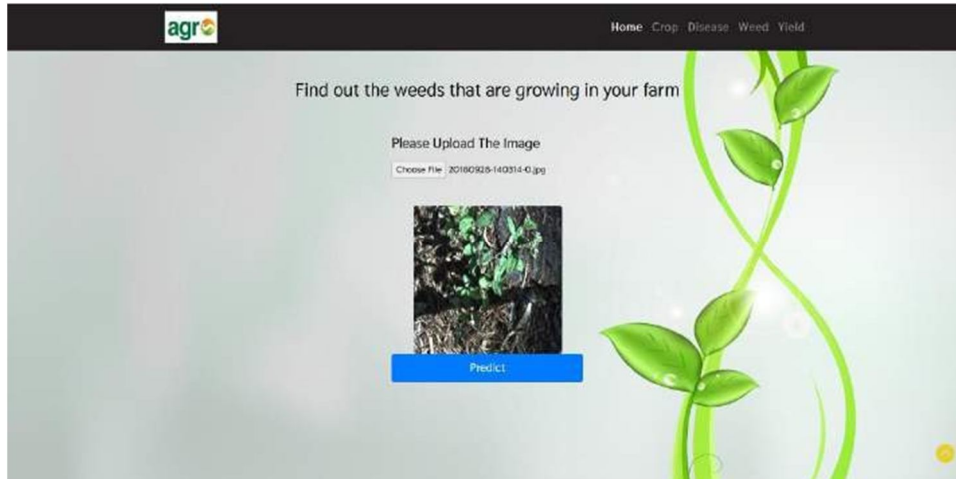 agro
Home Crop Disease Weed Yield
Find out the weeds that are growing in your farm
Please Upload The Image
Choose File 20160928-140314-0.jpg
Predict